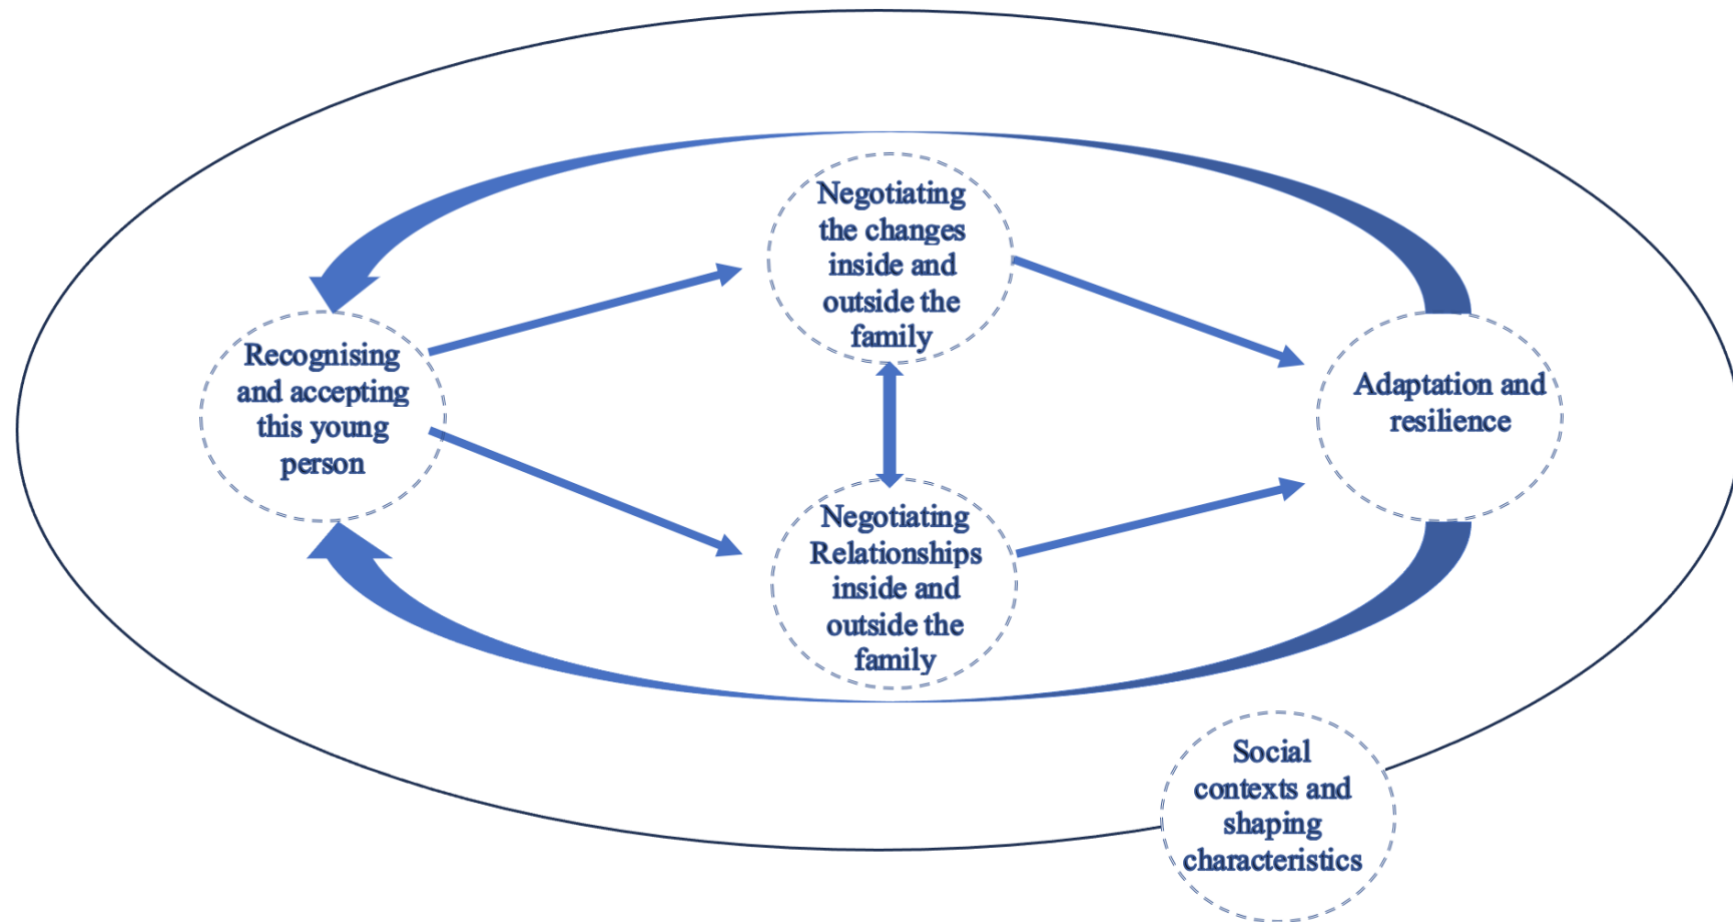 Negotiating
the changes
inside and
outside the
family
Recognising
and accepting
this young
person
Adaptation and
resilience
Negotiating
Relationships
inside and
outside the
family
Social
contexts and
shaping
characteristics